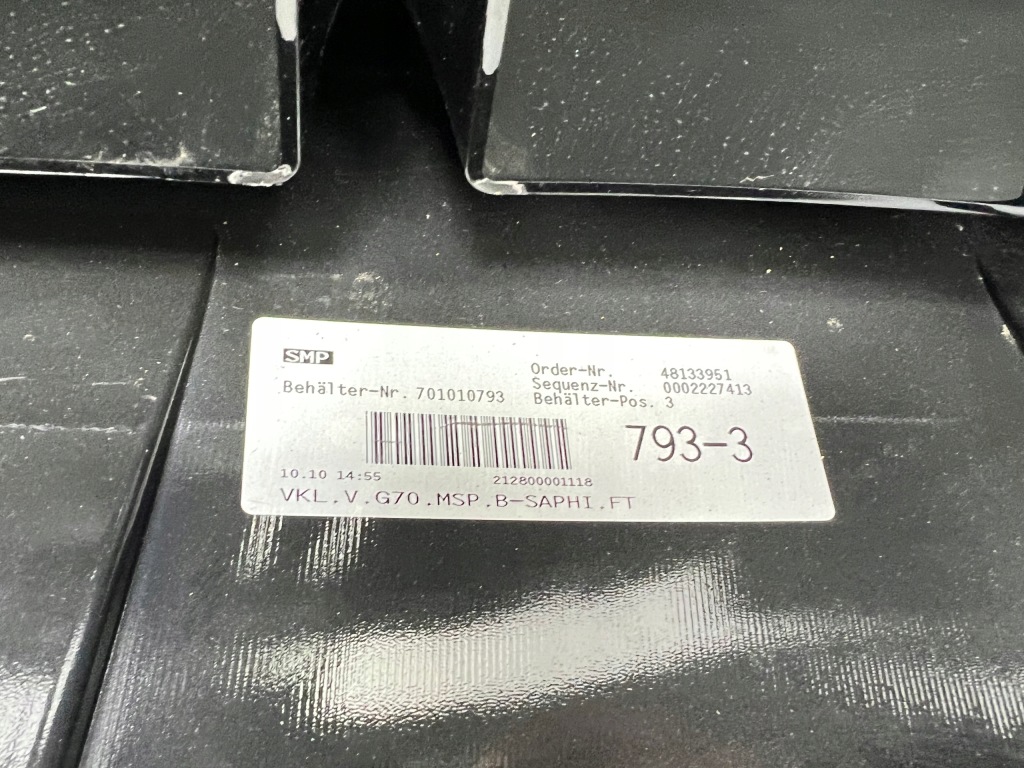 SMP
Order-Nr. 48133951
Behälter-Nr. 701010793 Sequenz-Nr. 0002227413
Behälter-Pos. 3
793-3
10.10 14:55 212800001118
VKL.V.G70.MSP.B-SAPHI.FT